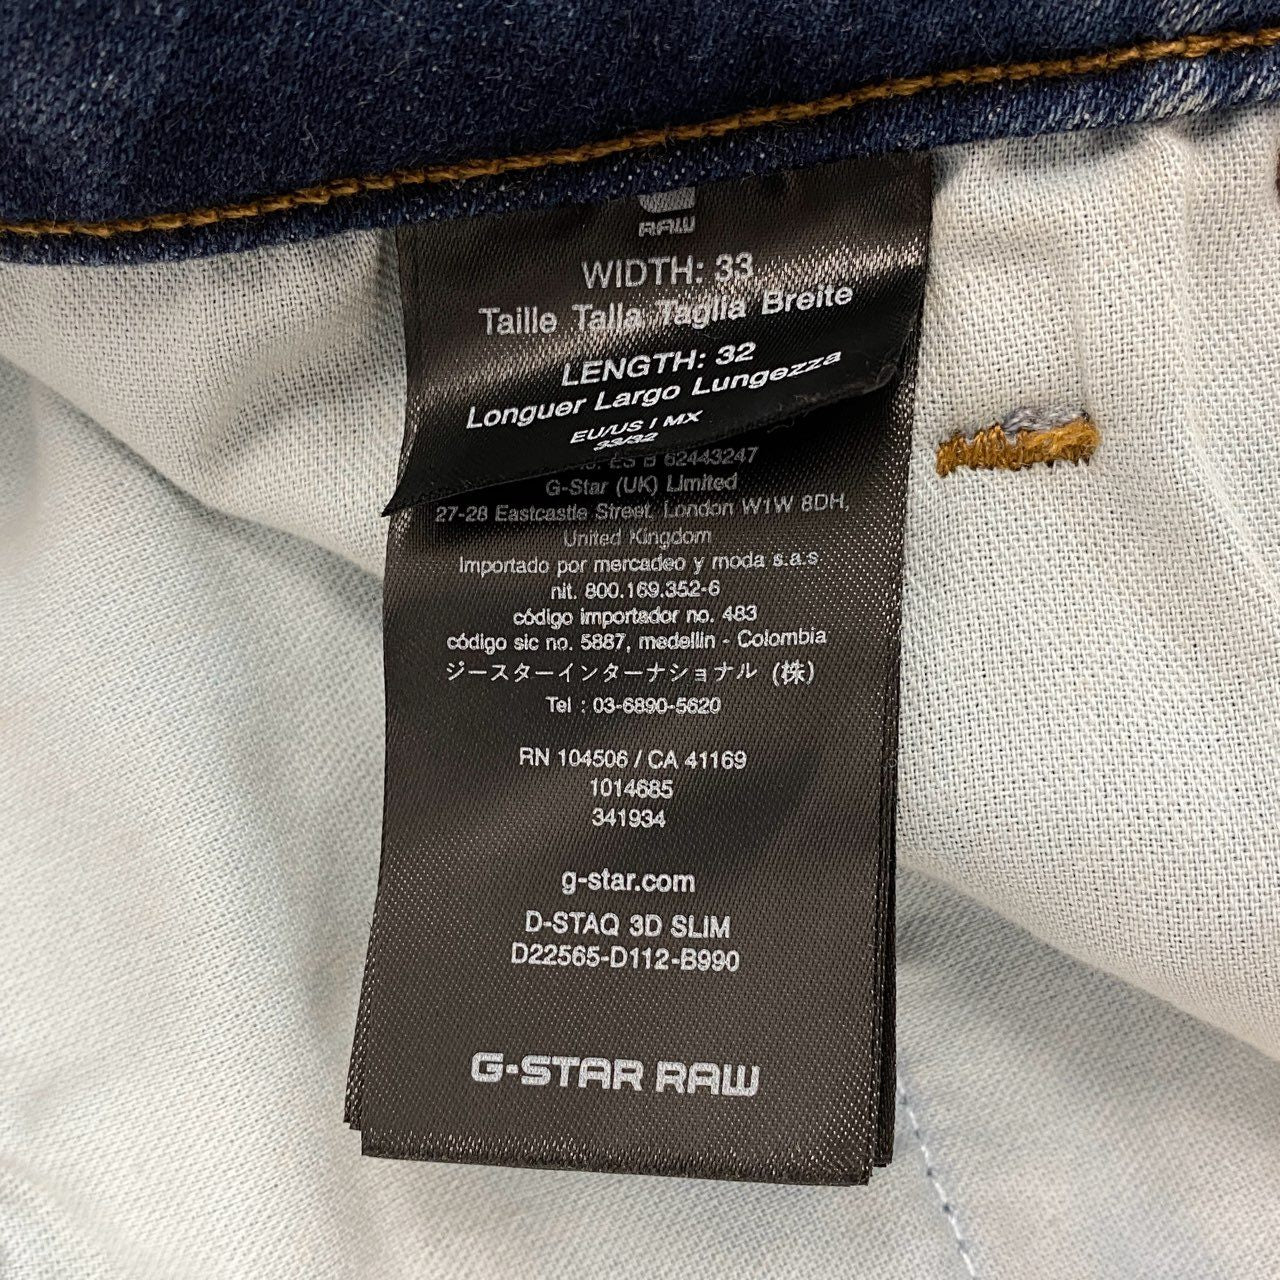 RAW
WIDTH: 33
Taille Talla Taglia Breite
LENGTH: 32
Longuer Largo Lungezza
EU/US | MX
33/32
ES B 62443247
G-Star (UK) Limited
27-28 Eastcastle Street, London W1W 8DH,
United Kingdom
Importado por mercadeo y moda s.a.s
nit. 800.169.352-6
código importador no. 483
código sic no. 5887, medellin - Colombia
ジースターインターナショナル (株)
Tel : 03-6890-5620
RN 104506 / CA 41169
1014685
341934
g-star.com
D-STAQ 3D SLIM
D22565-D112-B990
G-STAR RAW